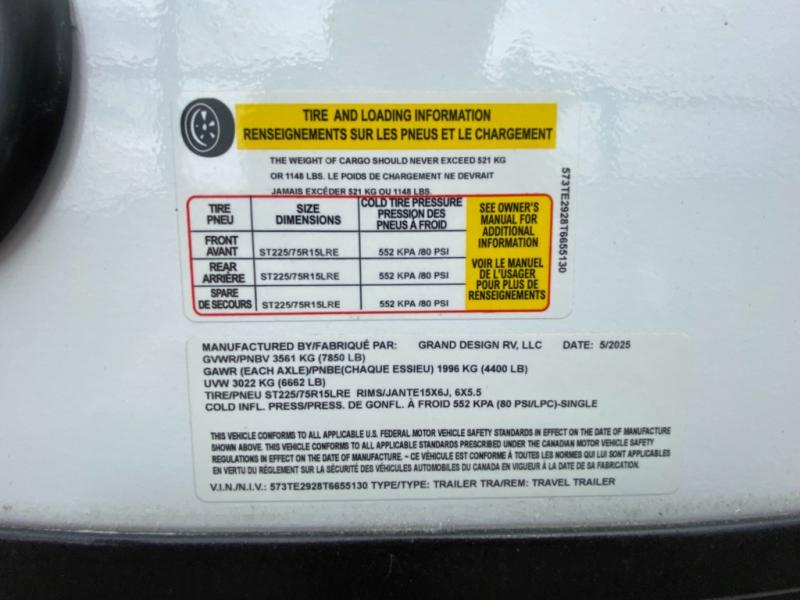 TIRE AND LOADING INFORMATION
RENSEIGNEMENTS SUR LES PNEUS ET LE CHARGEMENT
THE WEIGHT OF CARGO SHOULD NEVER EXCEED 521 KG
OR 1148 LBS. LE POIDS DE CHARGEMENT NE DEVRAIT
JAMAIS EXCÉDER 521 KG OU 1148 LBS.
TIRE
PNEU
SIZE
DIMENSIONS
COLD TIRE PRESSURE
PRESSION DES
PNEUS À FROID
FRONT
AVANT
ST225/75R15LRE
552 KPA /80 PSI
REAR
ARRIÈRE
ST225/75R15LRE
552 KPA /80 PSI
SPARE
DE SECOURS
ST225/75R15LRE
552 KPA /80 PSI
SEE OWNER'S
MANUAL FOR
ADDITIONAL
INFORMATION
VOIR LE MANUEL
DE L'USAGER
POUR PLUS DE
RENSEIGNEMENTS
573TE2928T6655130
MANUFACTURED BY/FABRIQUÉ PAR: GRAND DESIGN RV, LLC DATE: 5/2025
GVWR/PNBV 3561 KG (7850 LB)
GAWR (EACH AXLE)/PNBE(CHAQUE ESSIEU) 1996 KG (4400 LB)
UVW 3022 KG (6662 LB)
TIRE/PNEU ST225/75R15LRE RIMS/JANTE15X6J, 6X5.5
COLD INFL. PRESS/PRESS. DE GONFL. À FROID 552 KPA (80 PSI/LPC)-SINGLE
THIS VEHICLE CONFORMS TO ALL APPLICABLE U.S. FEDERAL MOTOR VEHICLE SAFETY STANDARDS IN EFFECT ON THE DATE OF MANUFACTURE
SHOWN ABOVE. THIS VEHICLE CONFORMS TO ALL APPLICABLE STANDARDS PRESCRIBED UNDER THE CANADIAN MOTOR VEHICLE SAFETY
REGULATIONS IN EFFECT ON THE DATE OF MANUFACTURE. - CE VÉHICULE EST CONFORME À TOUTES LES NORMES QUI LUI SONT APPLICABLES
EN VERTU DU RÈGLEMENT SUR LA SÉCURITÉ DES VÉHICULES AUTOMOBILES DU CANADA EN VIGUEUR À LA DATE DE SA FABRICATION.
V.I.N./N.I.V.: 573TE2928T6655130 TYPE/TYPE: TRAILER TRA/REM: TRAVEL TRAILER